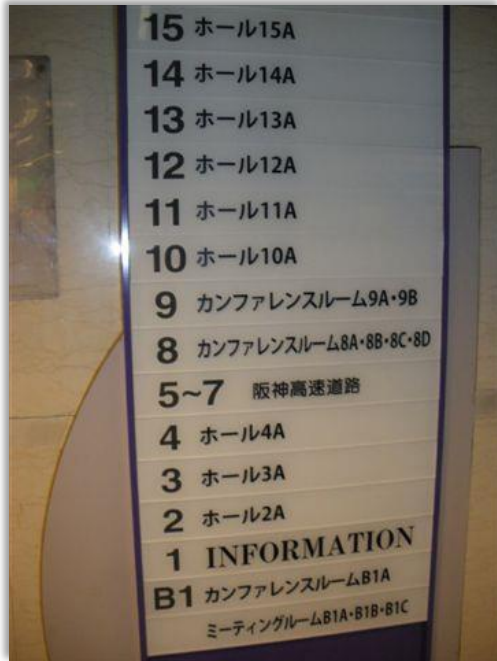 15 ホール15A
14 ホール14A
13 ホール13A
12 ホール12A
11 ホール11A
10 ホール10A
9 カンファレンスルーム9A・9B
8 カンファレンスルーム8A・8B・8C・8D
5~7 阪神高速道路
4 ホール4A
3 ホール3A
2 ホール2A
1 INFORMATION
B1 カンファレンスルームB1A
ミーティングルームB1A・B1B・B1C